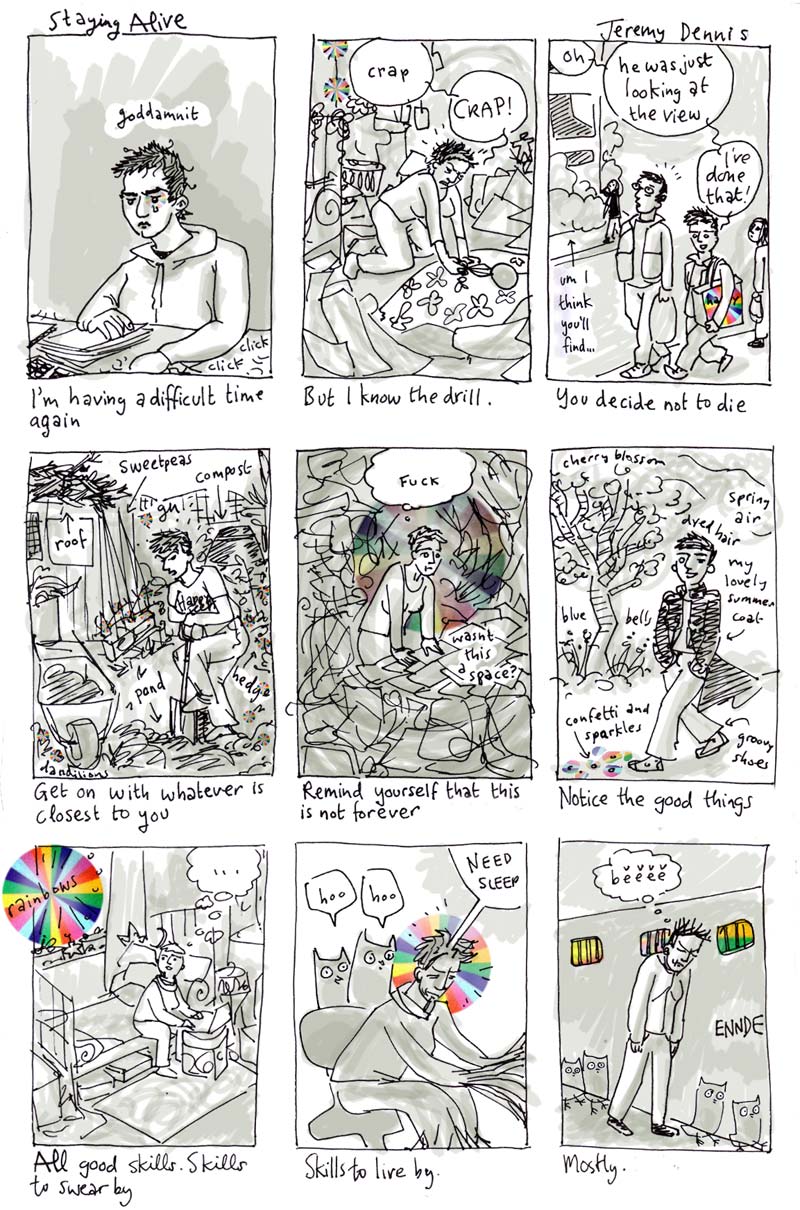 Staying Alive
Jeremy Dennis
goddamnit
click
click
I'm having a difficult time
again
crap
CRAP!
But I know the drill.
oh
he was just
looking at
the view
I've
done
that!
um I
think
you'll
find...
You decide not to die
Sweetpeas
compost
roof
Happy
pond
hedge
dandilions
Get on with whatever is
closest to you
Fuck
wasnt this
a
space?
Remind yourself that this
is not forever
cherry blossom
spring
air
dyed hair
my
lovely
summer
coat
blue
bells
confetti and
sparkles
groovy
shoes
Notice the good things
rainbows
...
All good skills. Skills
to swear by
hoo
hoo
NEED
SLEEP
Skills to live by.
ENNDE
Mostly.